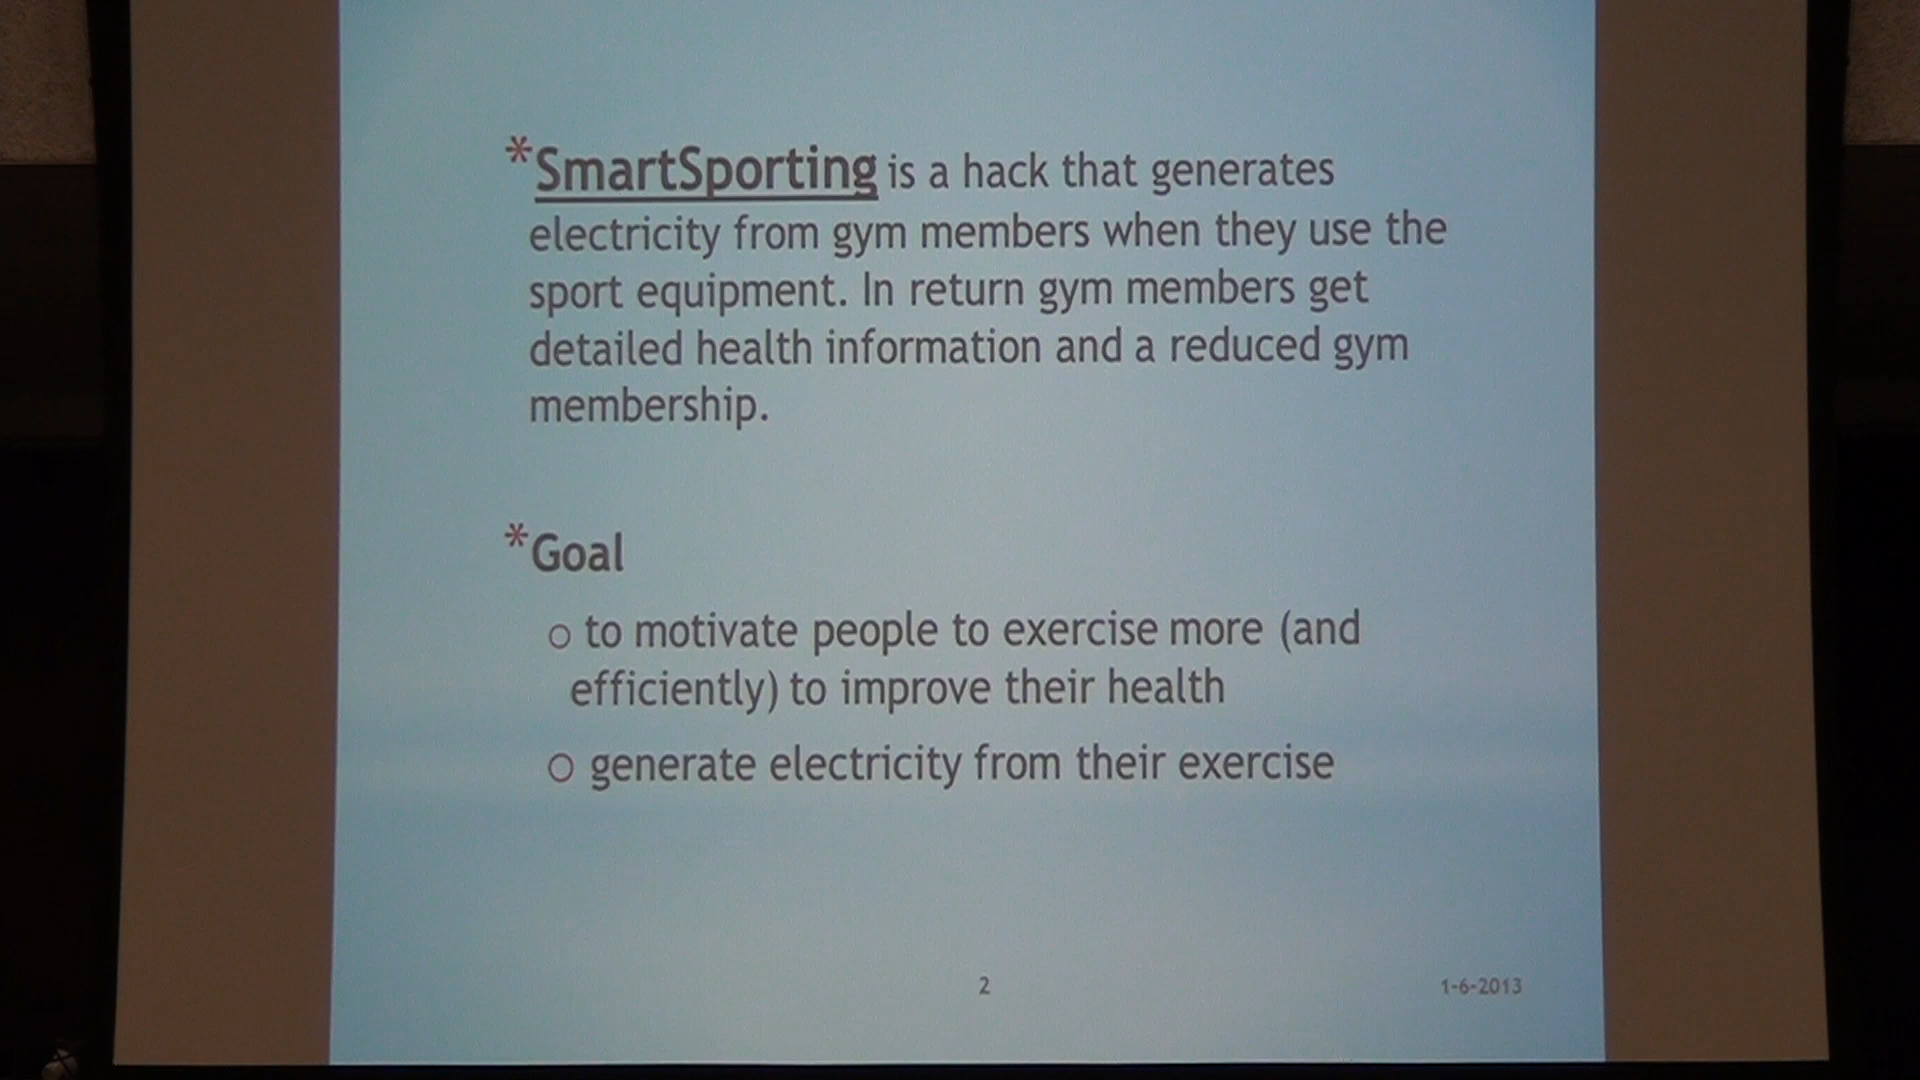 *SmartSporting is a hack that generates
electricity from gym members when they use the
sport equipment. In return gym members get
detailed health information and a reduced gym
membership.
*Goal
o to motivate people to exercise more (and
efficiently) to improve their health
o generate electricity from their exercise
2
1-6-2013